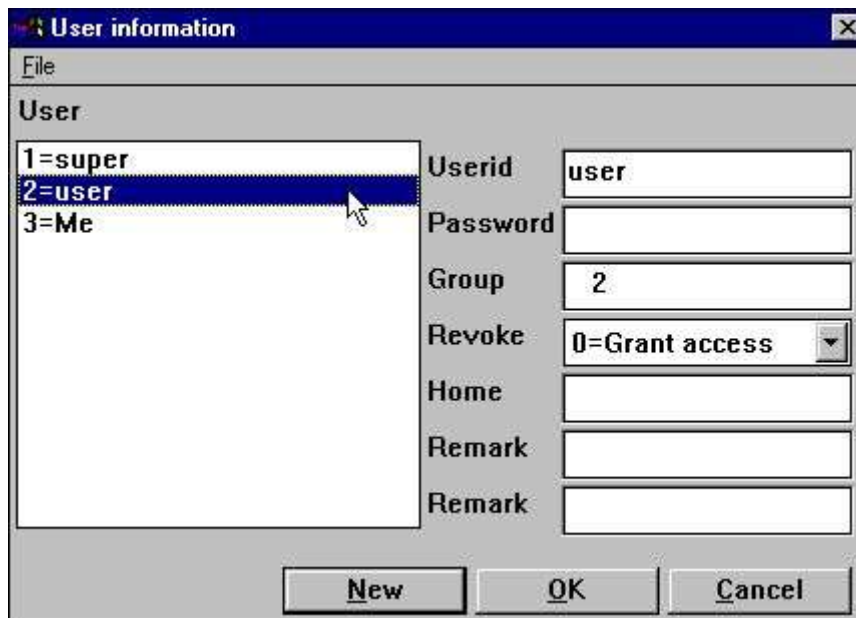 User information
File
User
1=super
2=user
3=Me
Userid
user
Password
Group
2
Revoke
0=Grant access
Home
Remark
Remark
New
OK
Cancel